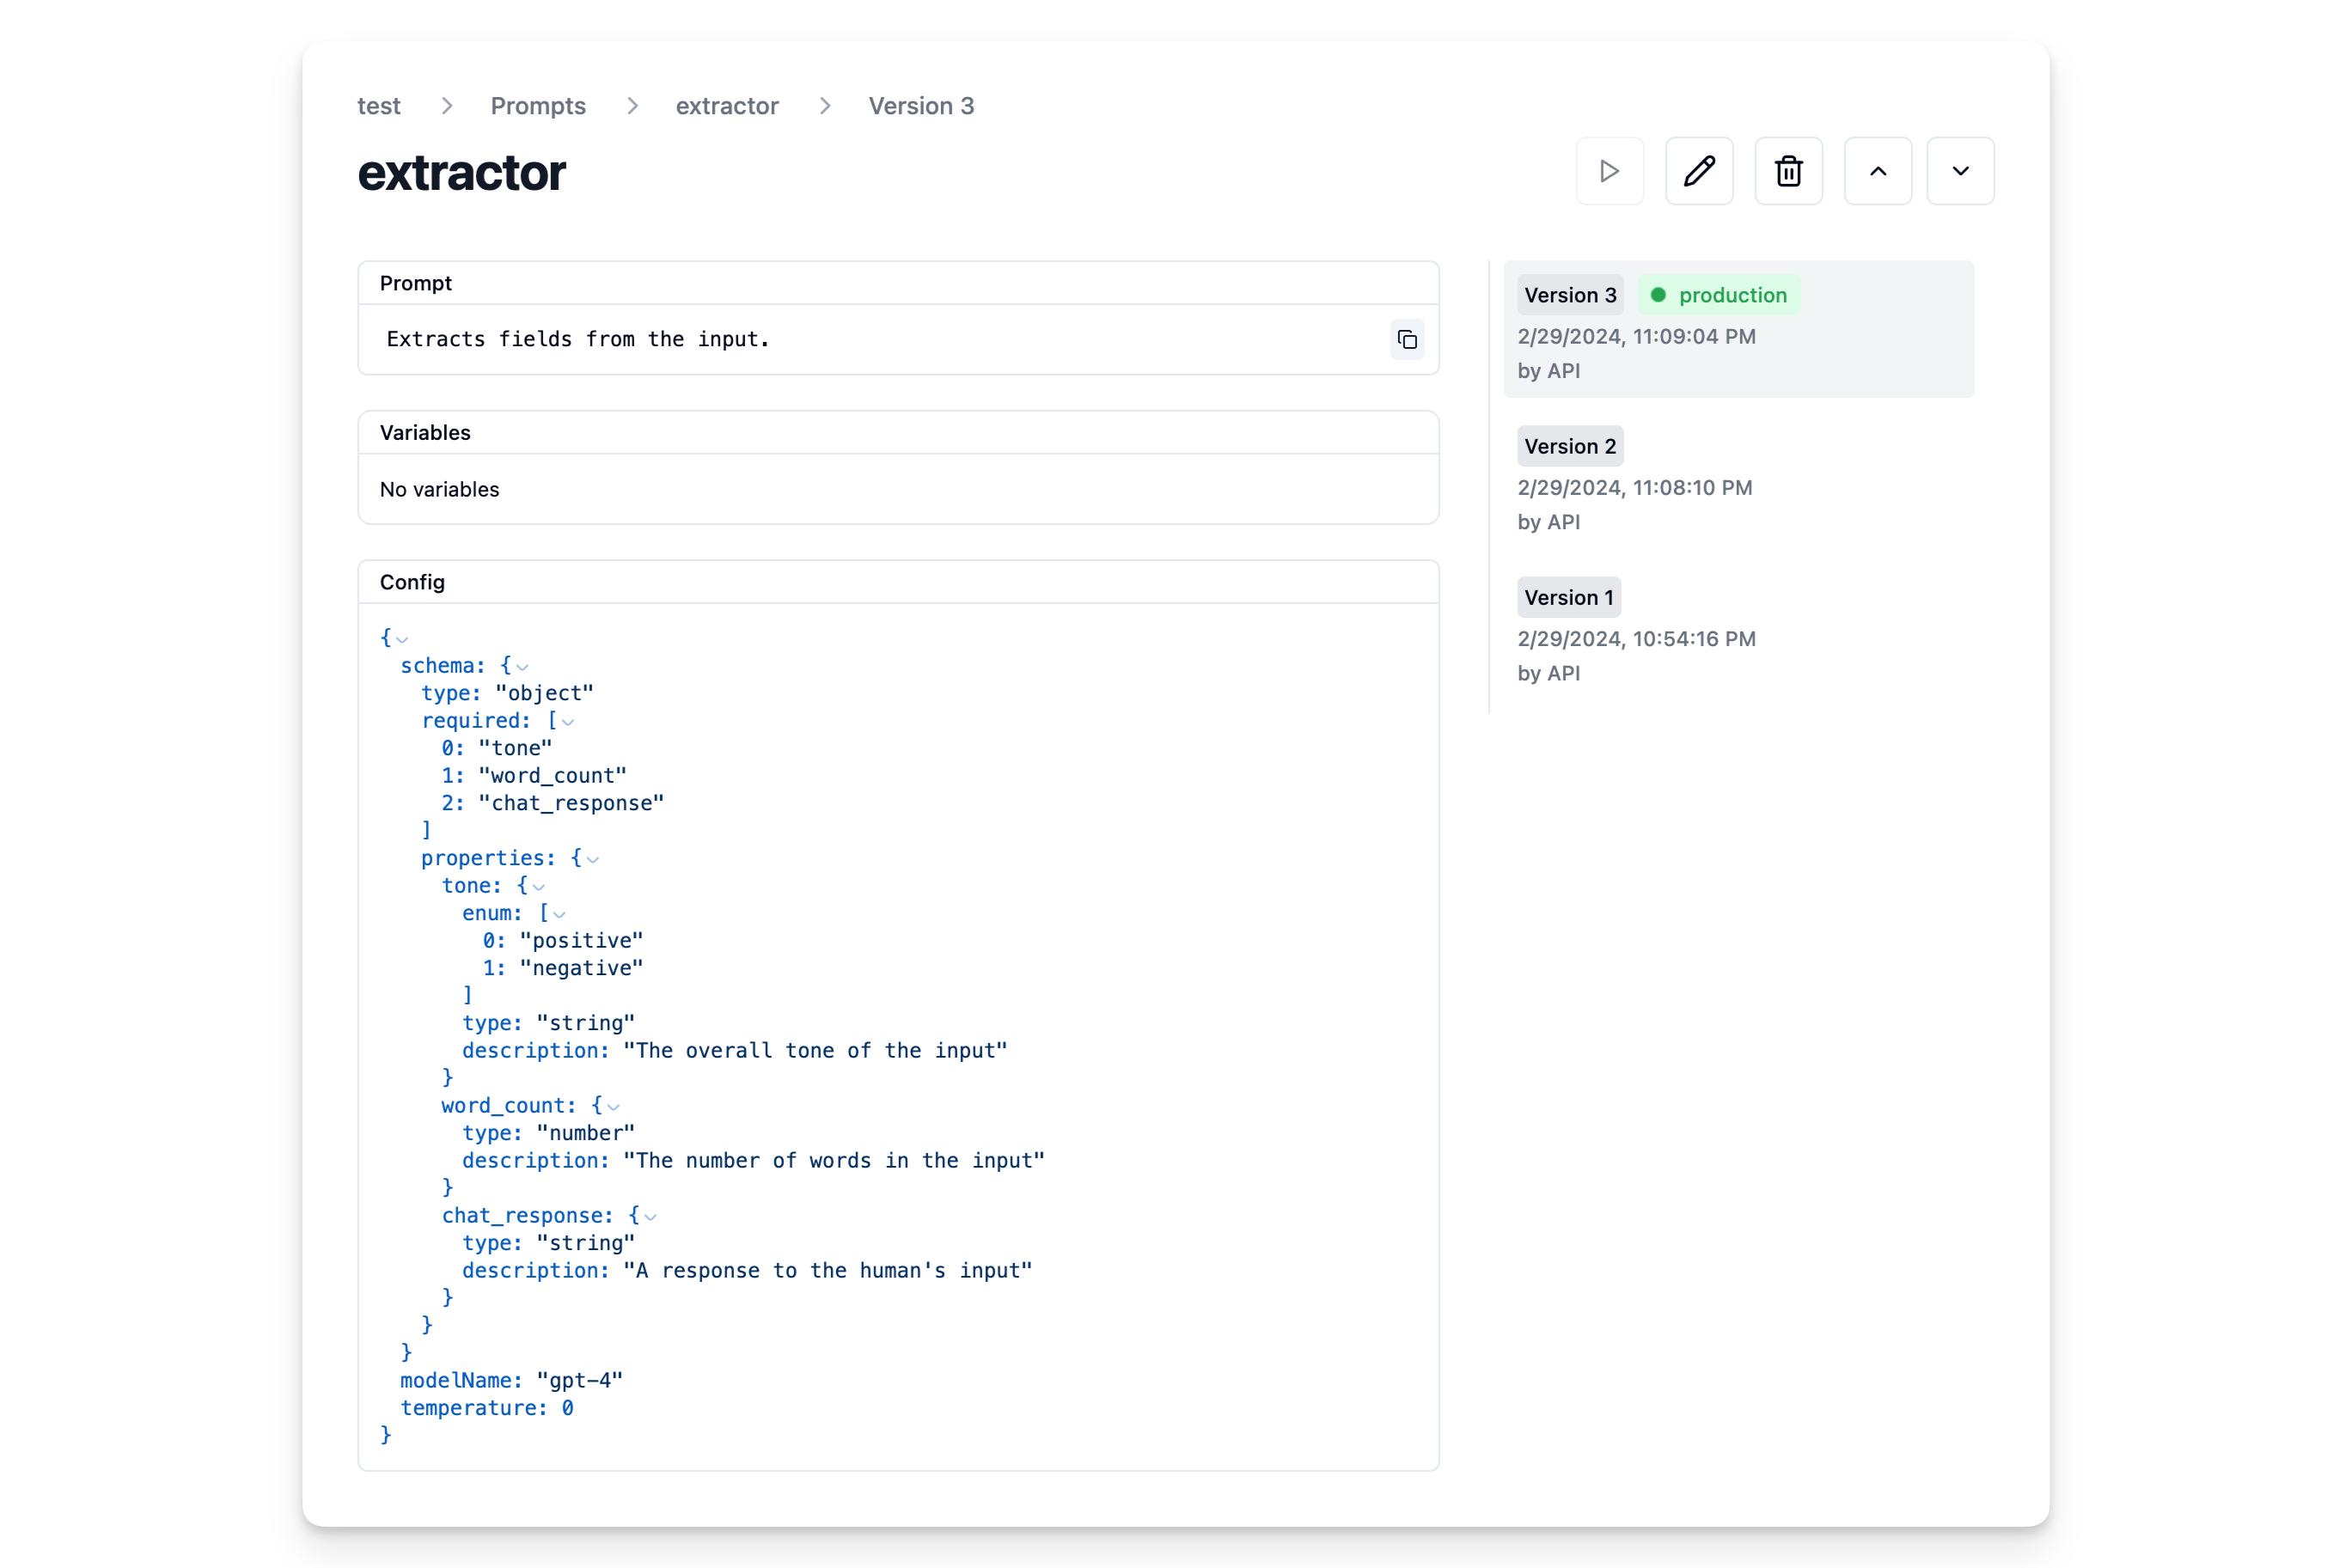 test > Prompts > extractor > Version 3
extractor
Prompt
Extracts fields from the input.
Variables
No variables
Config
{
  schema: {
    type: "object"
    required: [
      0: "tone"
      1: "word_count"
      2: "chat_response"
    ]
    properties: {
      tone: {
        enum: [
          0: "positive"
          1: "negative"
        ]
        type: "string"
        description: "The overall tone of the input"
      }
      word_count: {
        type: "number"
        description: "The number of words in the input"
      }
      chat_response: {
        type: "string"
        description: "A response to the human's input"
      }
    }
  }
  modelName: "gpt-4"
  temperature: 0
}
Version 3 production
2/29/2024, 11:09:04 PM
by API
Version 2
2/29/2024, 11:08:10 PM
by API
Version 1
2/29/2024, 10:54:16 PM
by API